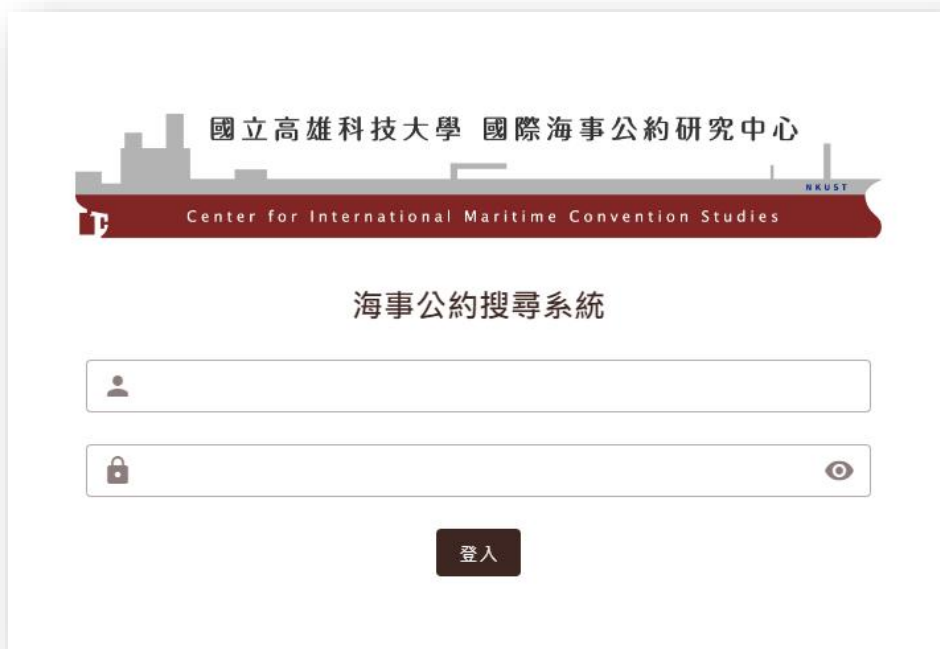 國立高雄科技大學 國際海事公約研究中心
NKUST
Center for International Maritime Convention Studies
海事公約搜尋系統
登入